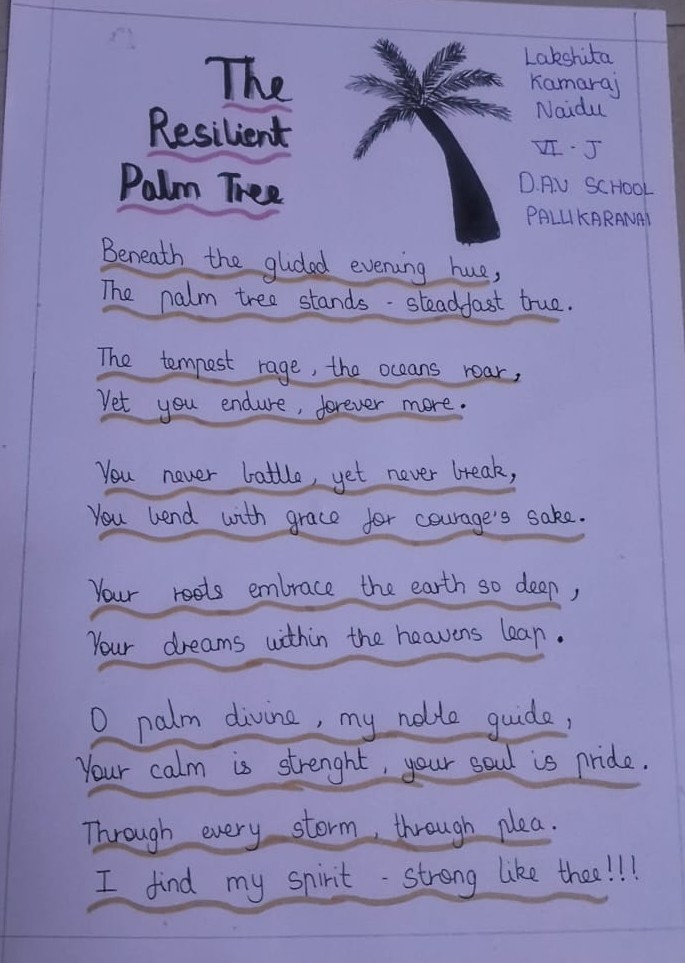 The
Resilient
Palm Tree
Lakshita
Kamaraj
Naidu
VI - J
D.AV SCHOOL
PALLIKARANAI
Beneath the glided evening hue,
The palm tree stands - steadfast true.
The tempest rage, the oceans roar,
Yet you endure, forever more.
You never battle, yet never break,
You bend with grace for courage's sake.
Your roots embrace the earth so deep,
Your dreams within the heavens leap.
O palm divine, my noble guide,
Your calm is strenght, your soul is pride.
Through every storm, through plea.
I find my spirit - strong like thee!!!